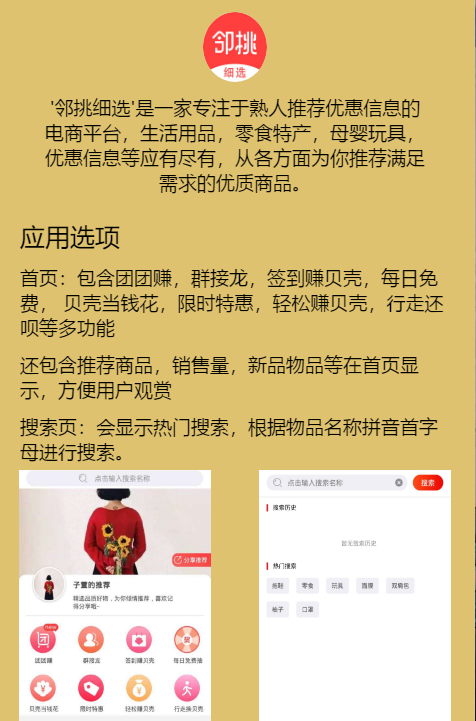 邻挑
细选
'邻挑细选'是一家专注于熟人推荐优惠信息的
电商平台，生活用品，零食特产，母婴玩具，
优惠信息等应有尽有，从各方面为你推荐满足
需求的优质商品。
应用选项
首页：包含团团赚，群接龙，签到赚贝壳，每日免
费， 贝壳当钱花，限时特惠，轻松赚贝壳，行走还
呗等多功能
还包含推荐商品，销售量，新品物品等在首页显
示，方便用户观赏
搜索页：会显示热门搜索，根据物品名称拼音首字
母进行搜索。
点击输入搜索名称
分享推荐
子萱的推荐
精选品质好物，为你倾情推荐，喜欢记
得分享哦~
团团赚
群接龙
签到赚贝壳
每日免费抽
贝壳当钱花
限时特惠
轻松赚贝壳
行走换贝壳
点击输入搜索名称
搜索
搜索历史
暂无搜索历史
热门搜索
零食
玩具
面膜
双肩包
柚子
口罩